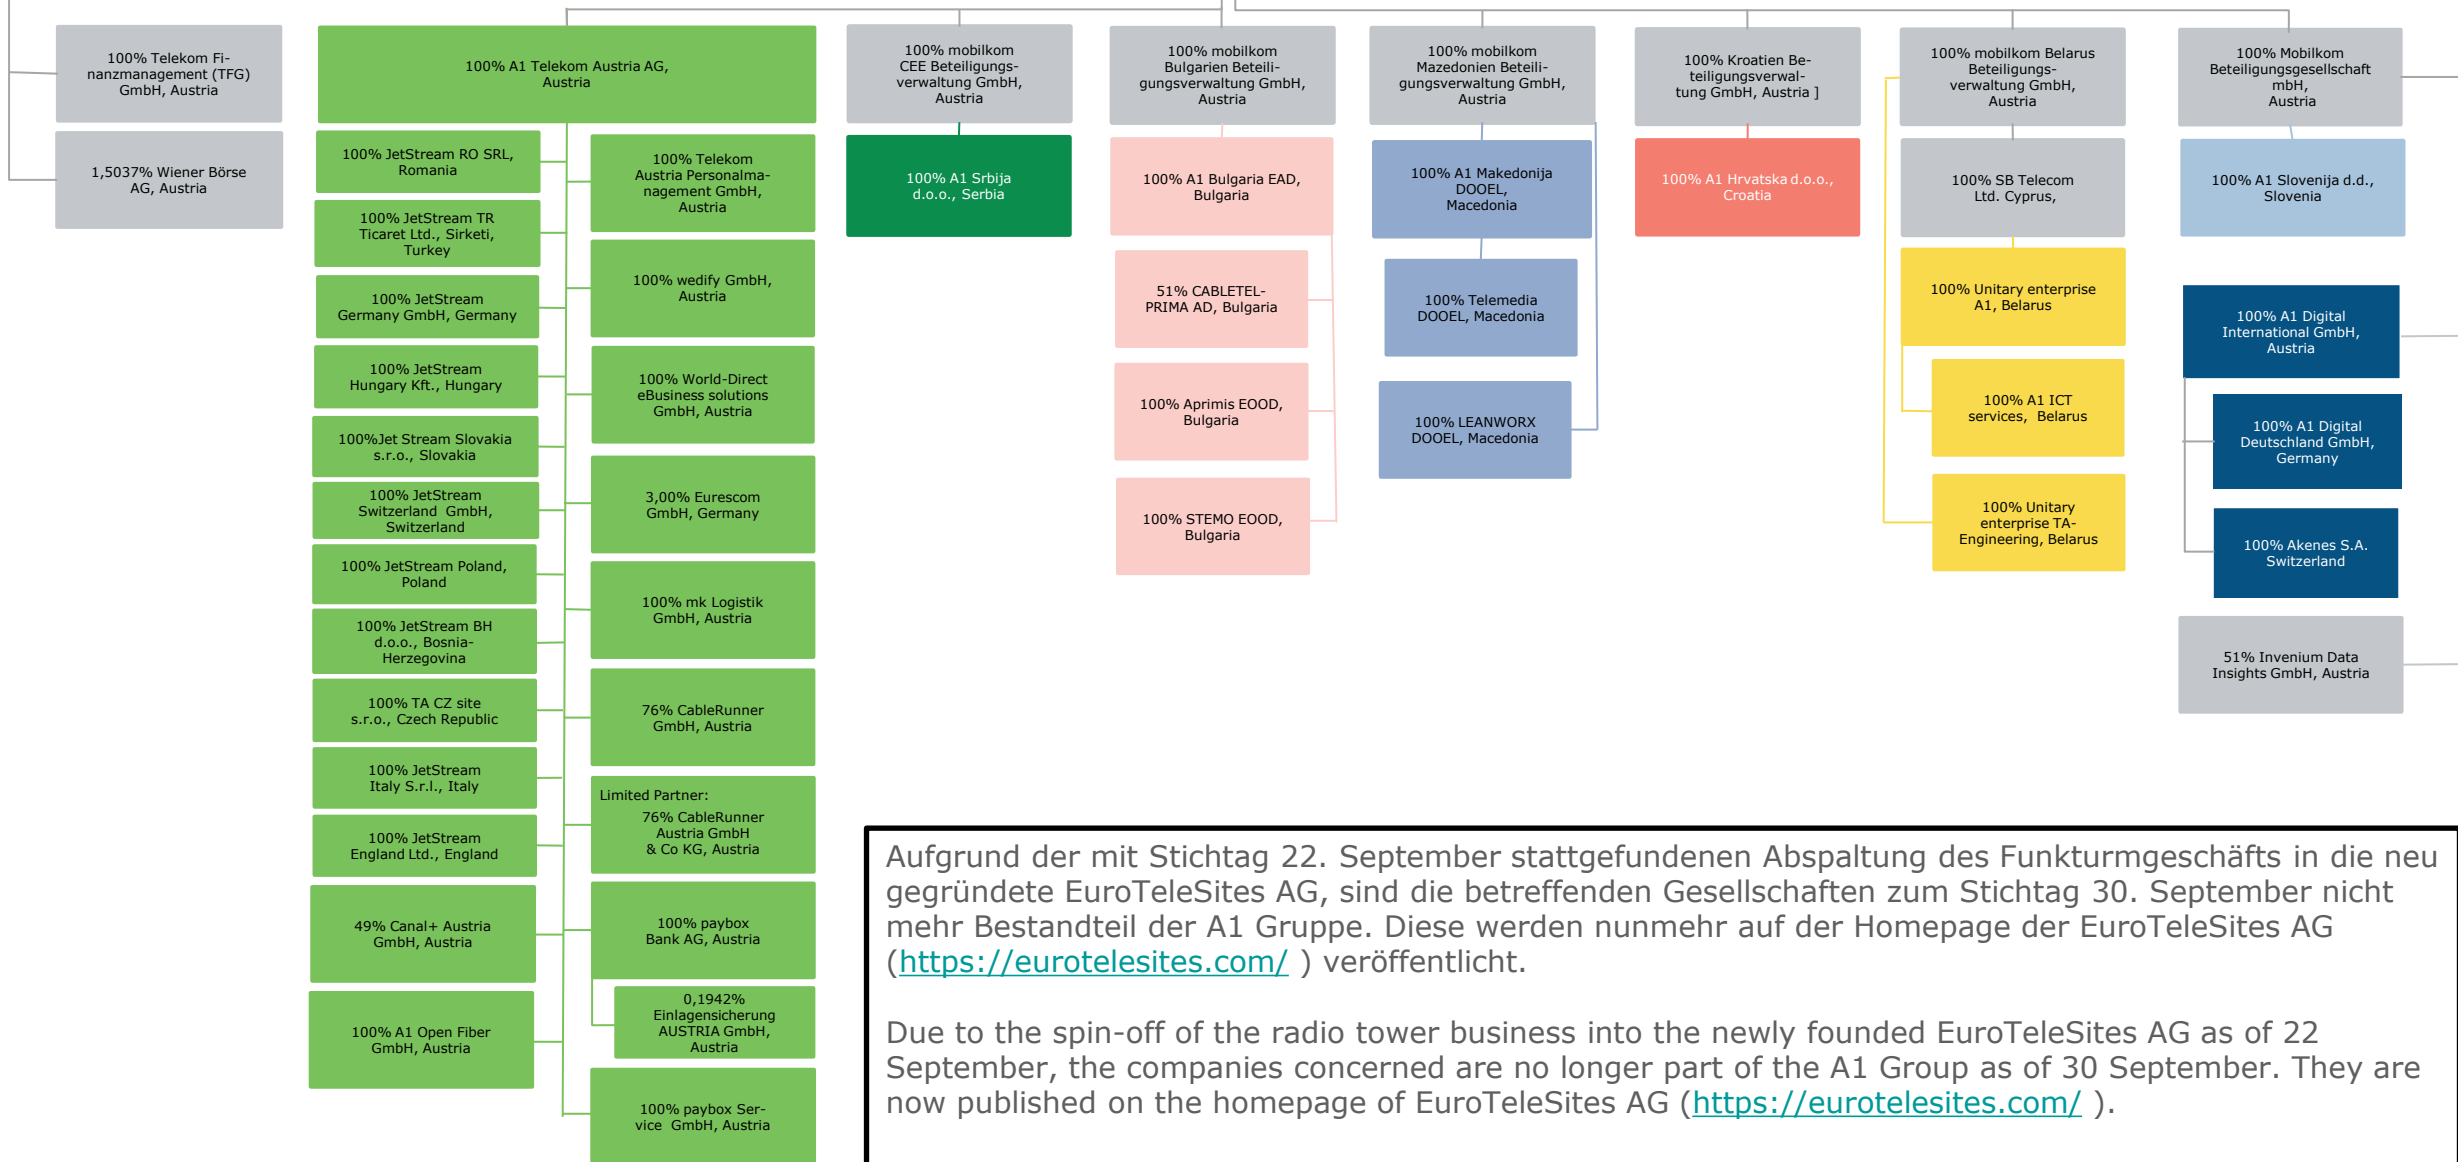 100% Telekom Fi-
nanzmanagement (TFG)
GmbH, Austria
1,5037% Wiener Börse
AG, Austria
100% A1 Telekom Austria AG,
Austria
100% JetStream RO SRL,
Romania
100% JetStream TR
Ticaret Ltd., Sirketi,
Turkey
100% JetStream
Germany GmbH, Germany
100% JetStream
Hungary Kft., Hungary
100%Jet Stream Slovakia
s.r.o., Slovakia
100% JetStream
Switzerland  GmbH,
Switzerland
100% JetStream Poland,
Poland
100% JetStream BH
d.o.o., Bosnia-
Herzegovina
100% TA CZ site
s.r.o., Czech Republic
100% JetStream
Italy S.r.l., Italy
100% JetStream
England Ltd., England
49% Canal+ Austria
GmbH, Austria
100% A1 Open Fiber
GmbH, Austria
100% Telekom
Austria Personalma-
nagement GmbH,
Austria
100% wedify GmbH,
Austria
100% World-Direct
eBusiness solutions
GmbH, Austria
3,00% Eurescom
GmbH, Germany
100% mk Logistik
GmbH, Austria
76% CableRunner
GmbH, Austria
Limited Partner:
76% CableRunner
Austria GmbH
& Co KG, Austria
100% paybox
Bank AG, Austria
0,1942%
Einlagensicherung
AUSTRIA GmbH,
Austria
100% paybox Ser-
vice  GmbH, Austria
100% mobilkom
CEE Beteiligungs-
verwaltung GmbH,
Austria
100% A1 Srbija
d.o.o., Serbia
100% mobilkom
Bulgarien Beteili-
gungsverwaltung GmbH,
Austria
100% A1 Bulgaria EAD,
Bulgaria
51% CABLETEL-
PRIMA AD, Bulgaria
100% Aprimis EOOD,
Bulgaria
100% STEMO EOOD,
Bulgaria
100% mobilkom
Mazedonien Beteili-
gungsverwaltung GmbH,
Austria
100% A1 Makedonija
DOOEL,
Macedonia
100% Telemedia
DOOEL, Macedonia
100% LEANWORX
DOOEL, Macedonia
100% Kroatien Be-
teiligungsverwal-
tung GmbH, Austria ]
100% A1 Hrvatska d.o.o.,
Croatia
100% mobilkom Belarus
Beteiligungs-
verwaltung GmbH,
Austria
100% SB Telecom
Ltd. Cyprus,
100% Unitary enterprise
A1, Belarus
100% A1 ICT
services,  Belarus
100% Unitary
enterprise TA-
Engineering, Belarus
100% Mobilkom
Beteiligungsgesellschaft
mbH,
Austria
100% A1 Slovenija d.d.,
Slovenia
100% A1 Digital
International GmbH,
Austria
100% A1 Digital
Deutschland GmbH,
Germany
100% Akenes S.A.
Switzerland
51% Invenium Data
Insights GmbH, Austria
Aufgrund der mit Stichtag 22. September stattgefundenen Abspaltung des Funkturmgeschäfts in die neu
gegründete EuroTeleSites AG, sind die betreffenden Gesellschaften zum Stichtag 30. September nicht
mehr Bestandteil der A1 Gruppe. Diese werden nunmehr auf der Homepage der EuroTeleSites AG
(https://eurotelesites.com/ ) veröffentlicht.
Due to the spin-off of the radio tower business into the newly founded EuroTeleSites AG as of 22
September, the companies concerned are no longer part of the A1 Group as of 30 September. They are
now published on the homepage of EuroTeleSites AG (https://eurotelesites.com/ ).